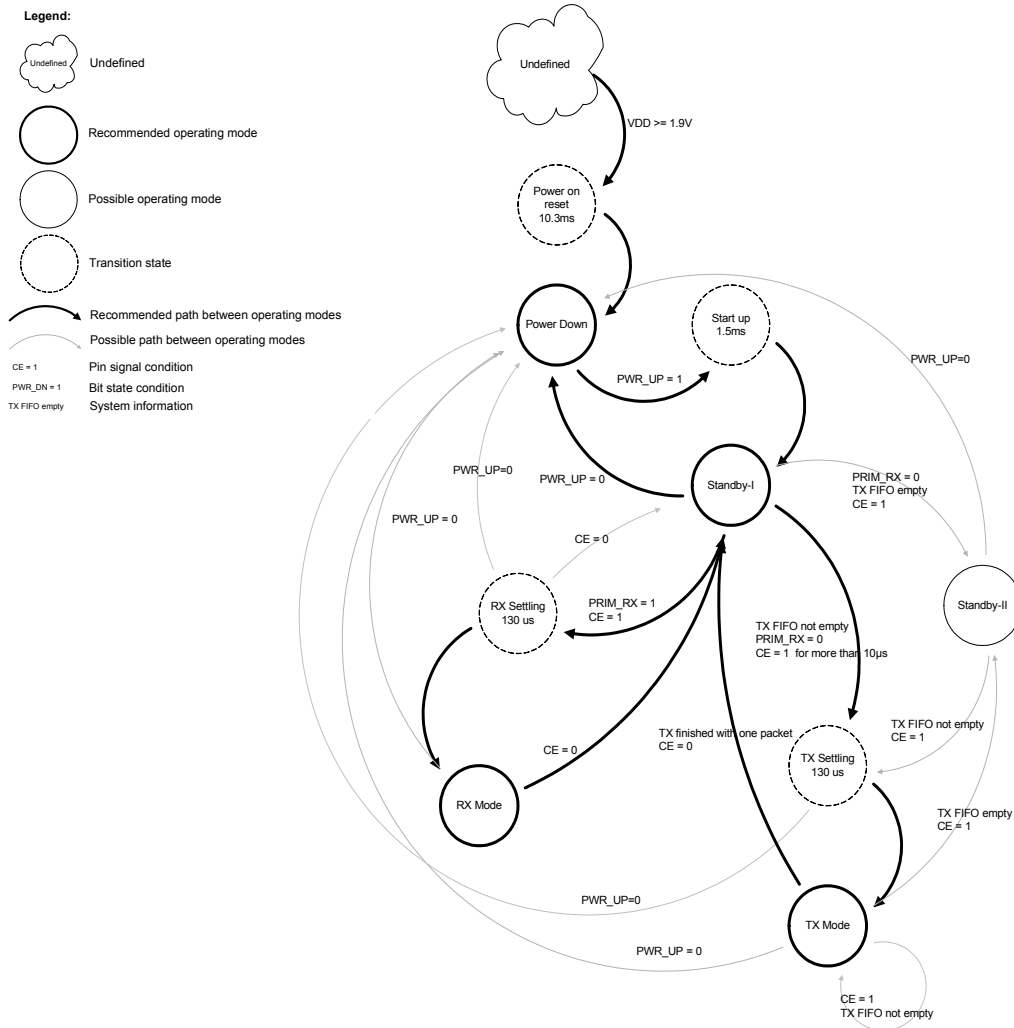 Legend:
Undefined
Undefined
Recommended operating mode
Possible operating mode
Transition state
Recommended path between operating modes
Possible path between operating modes
CE = 1
Pin signal condition
PWR_DN = 1
Bit state condition
TX FIFO empty
System information
Undefined
VDD >= 1.9V
Power on
reset
10.3ms
Power Down
Start up
1.5ms
PWR_UP=0
PWR_UP = 1
PWR_UP=0
PWR_UP = 0
Standby-I
PRIM_RX = 0
TX FIFO empty
CE = 1
PWR_UP = 0
CE = 0
RX Settling
130 us
PRIM_RX = 1
CE = 1
Standby-II
TX FIFO not empty
PRIM_RX = 0
CE = 1  for more than 10µs
TX FIFO not empty
CE = 1
TX finished with one packet
CE = 0
CE = 0
TX Settling
130 us
RX Mode
TX FIFO empty
CE = 1
PWR_UP=0
TX Mode
PWR_UP = 0
CE = 1
TX FIFO not empty